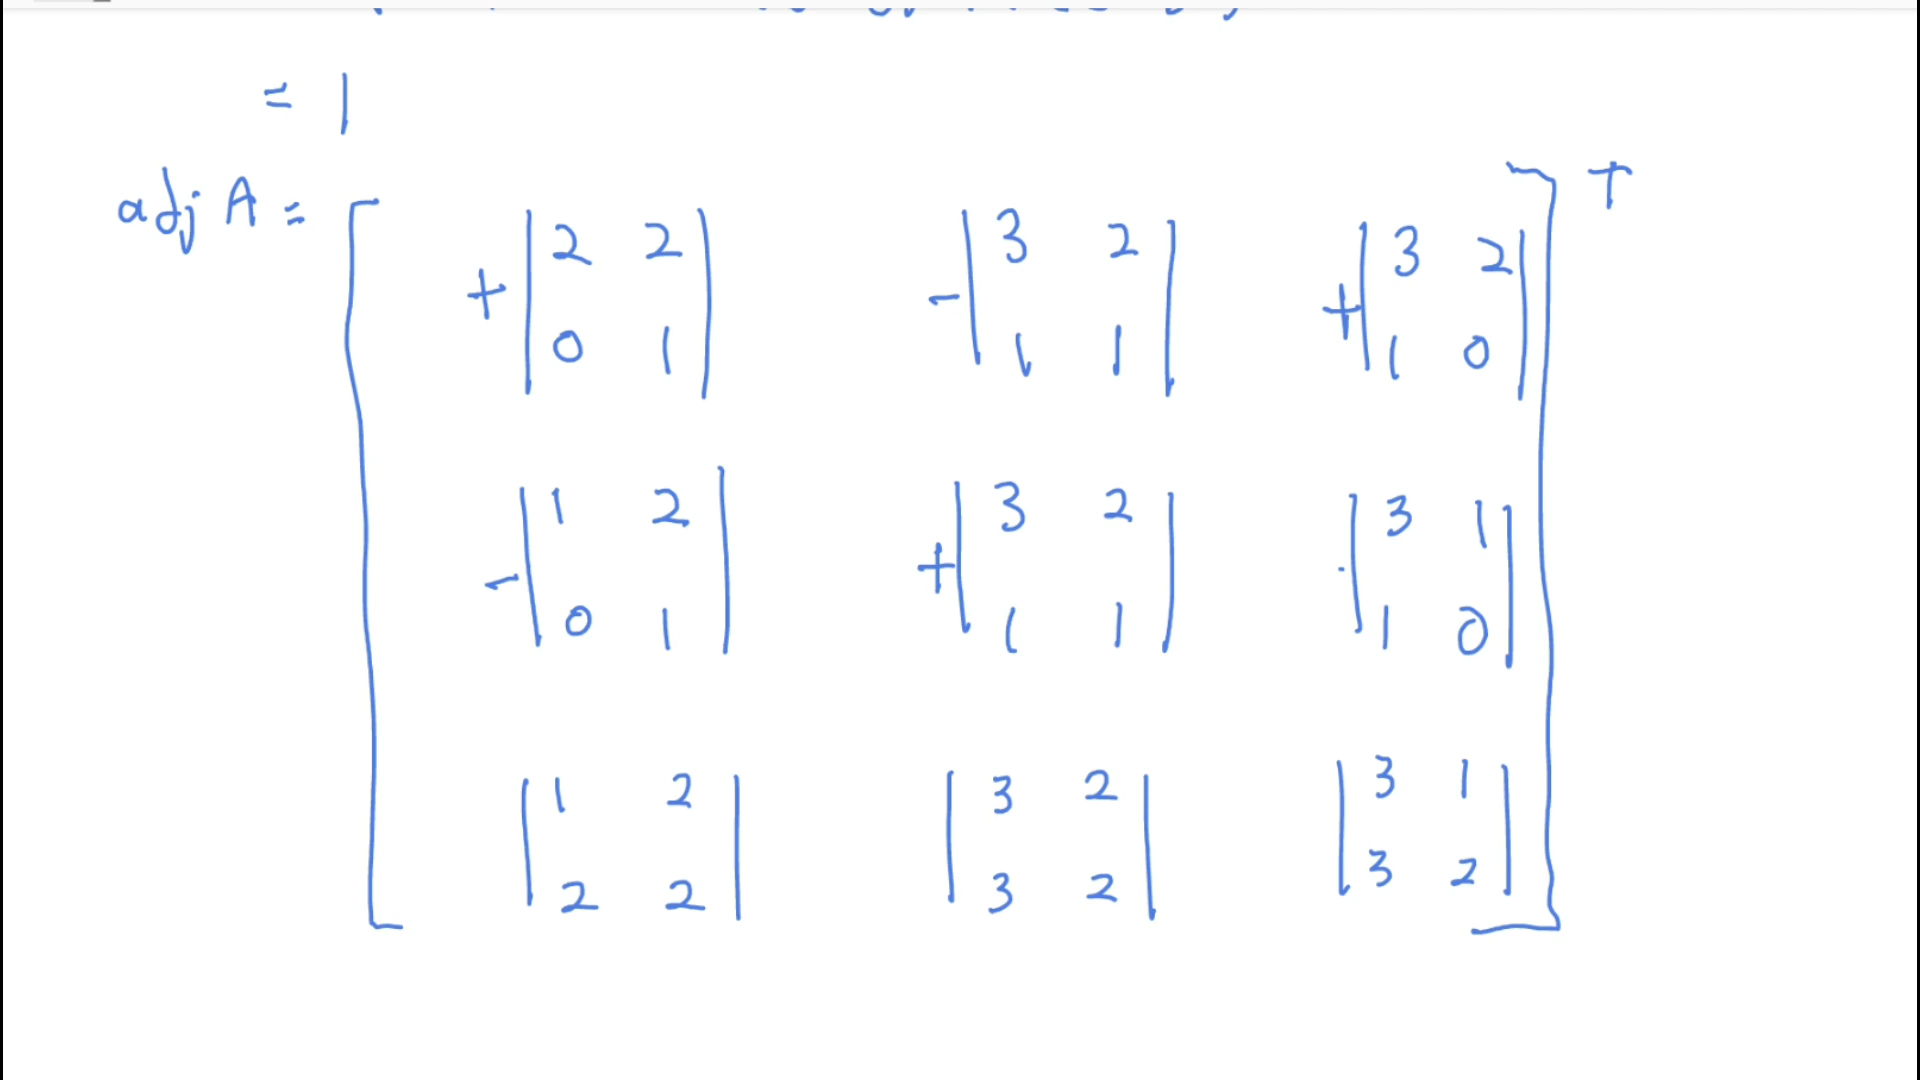 = 1
adj A = [ +|2 2| -|3 2| +|3 2| ] T
|0 1| |1 1| |1 0|
-|1 2| +|3 2| -|3 1|
|0 1| |1 1| |1 0|
|1 2| |3 2| |3 1|
|2 2| |3 2| |3 2|